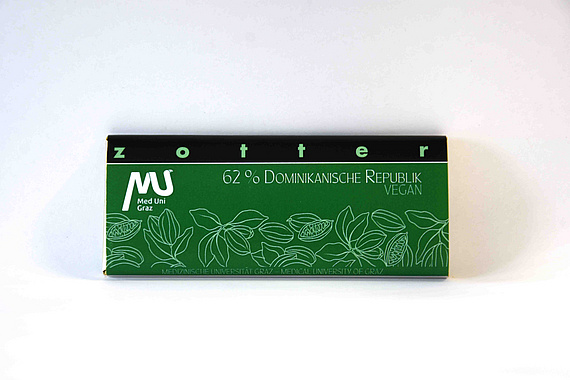 zotter
MU
Med Uni
Graz
62 % DOMINIKANISCHE REPUBLIK
VEGAN
MEDIZINISCHE UNIVERSITÄT GRAZ - MEDICAL UNIVERSITY OF GRAZ